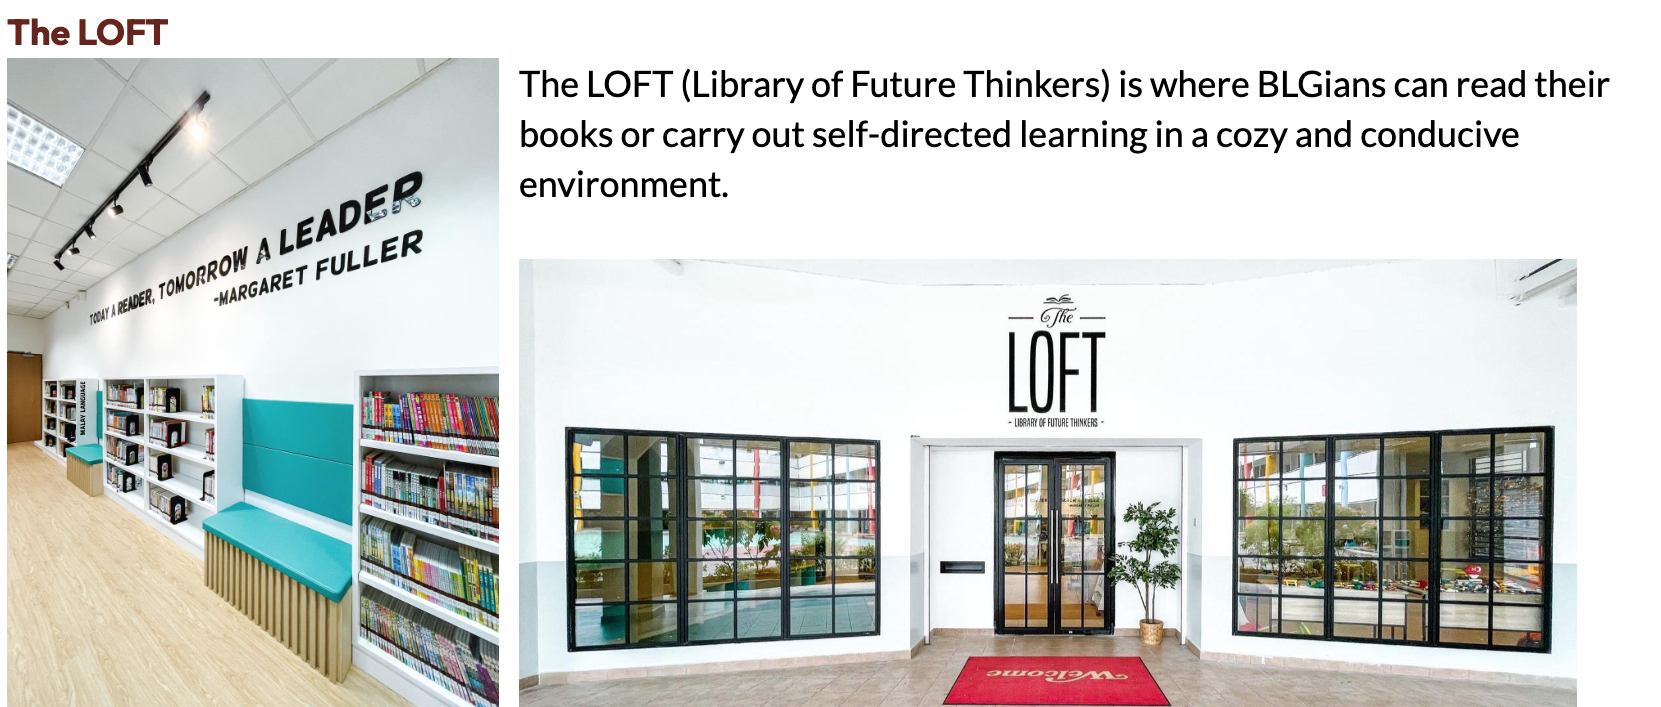 The LOFT
TODAY A READER, TOMORROW A LEADER
-MARGARET FULLER
MALAY LANGUAGE
The LOFT (Library of Future Thinkers) is where BLGians can read their
books or carry out self-directed learning in a cozy and conducive
environment.
The
LOFT
- LIBRARY OF FUTURE THINKERS -
Welcome